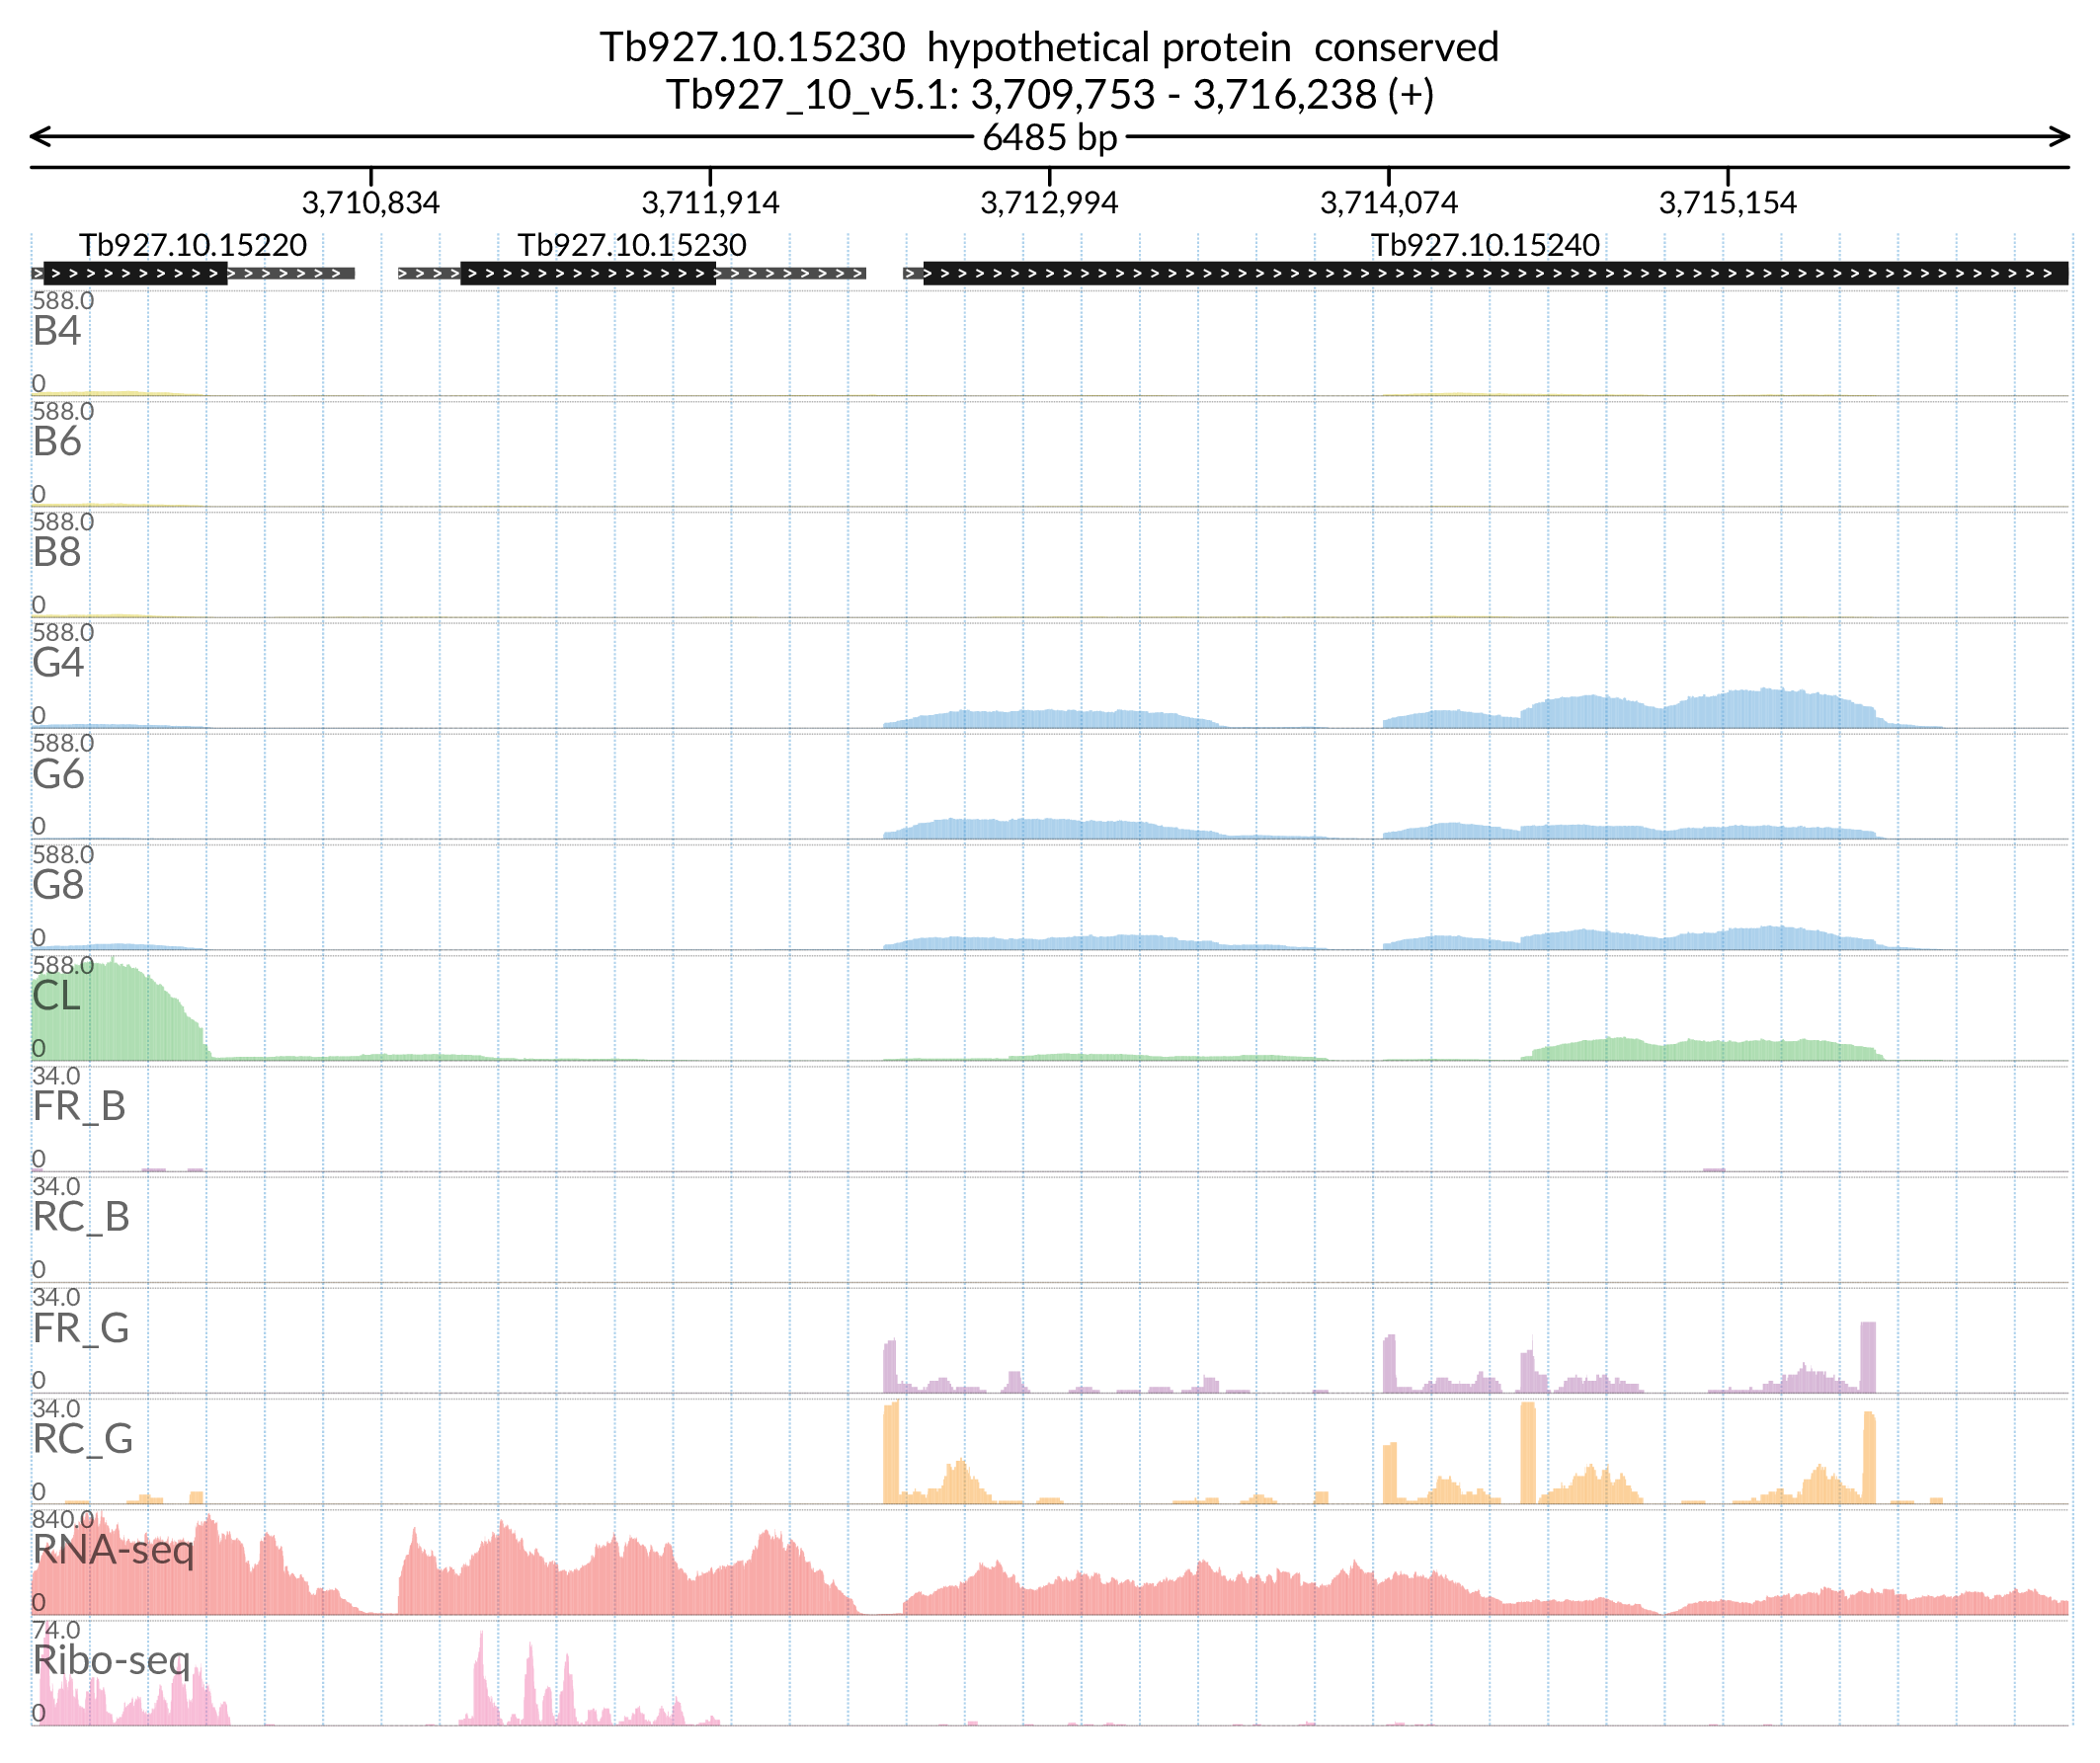 Tb927.10.15230 hypothetical protein conserved
Tb927_10_v5.1: 3,709,753 - 3,716,238 (+)
6485 bp
3,710,834 3,711,914 3,712,994 3,714,074 3,715,154
Tb927.10.15220 Tb927.10.15230 Tb927.10.15240
588.0
B4
0
588.0
B6
0
588.0
B8
0
588.0
G4
0
588.0
G6
0
588.0
G8
0
588.0
CL
0
34.0
FR_B
0
34.0
RC_B
0
34.0
FR_G
0
34.0
RC_G
0
840.0
RNA-seq
0
74.0
Ribo-seq
0